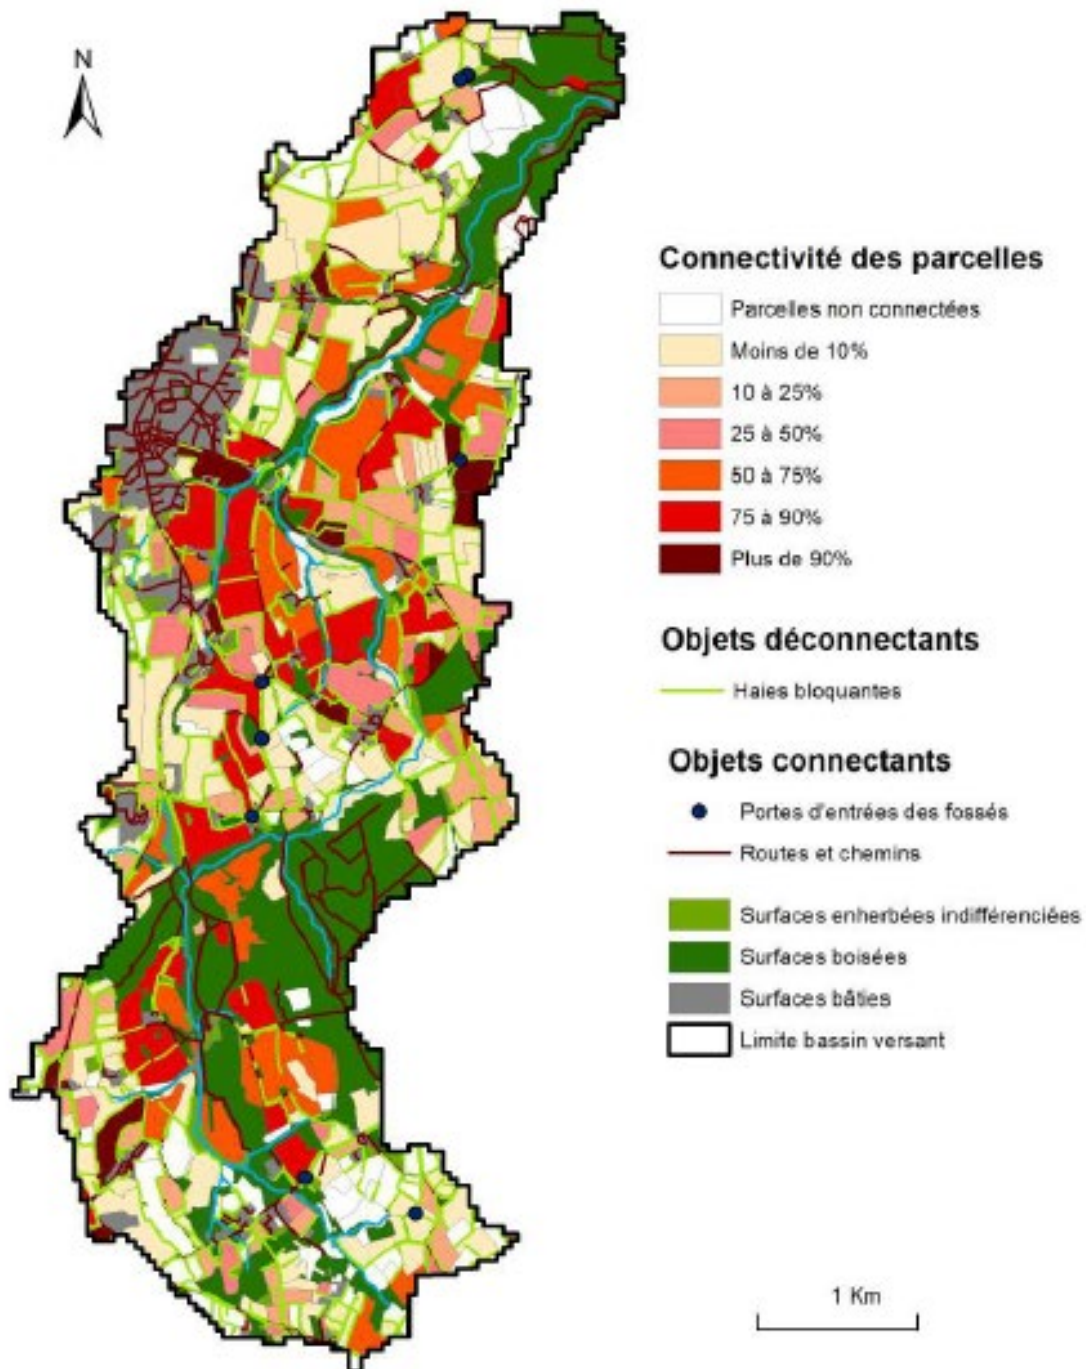 N
Connectivité des parcelles
Parcelles non connectées
Moins de 10%
10 à 25%
25 à 50%
50 à 75%
75 à 90%
Plus de 90%
Objets déconnectants
Haies bloquantes
Objets connectants
Portes d'entrées des fossés
Routes et chemins
Surfaces enherbées indifférenciées
Surfaces boisées
Surfaces bâties
Limite bassin versant
1 Km